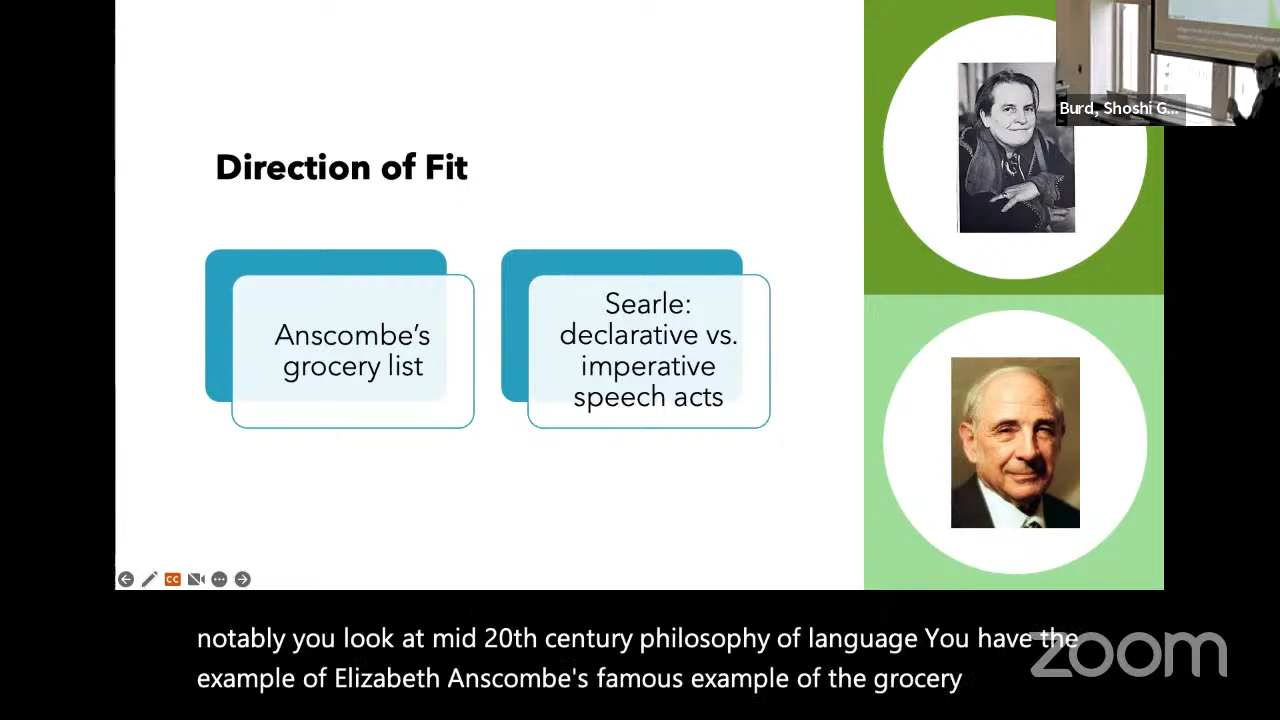 Burd, Shoshi G...
Direction of Fit
Anscombe's
grocery list
Searle:
declarative vs.
imperative
speech acts
CC
notably you look at mid 20th century philosophy of language You have the
example of Elizabeth Anscombe's famous example of the grocery
zoom